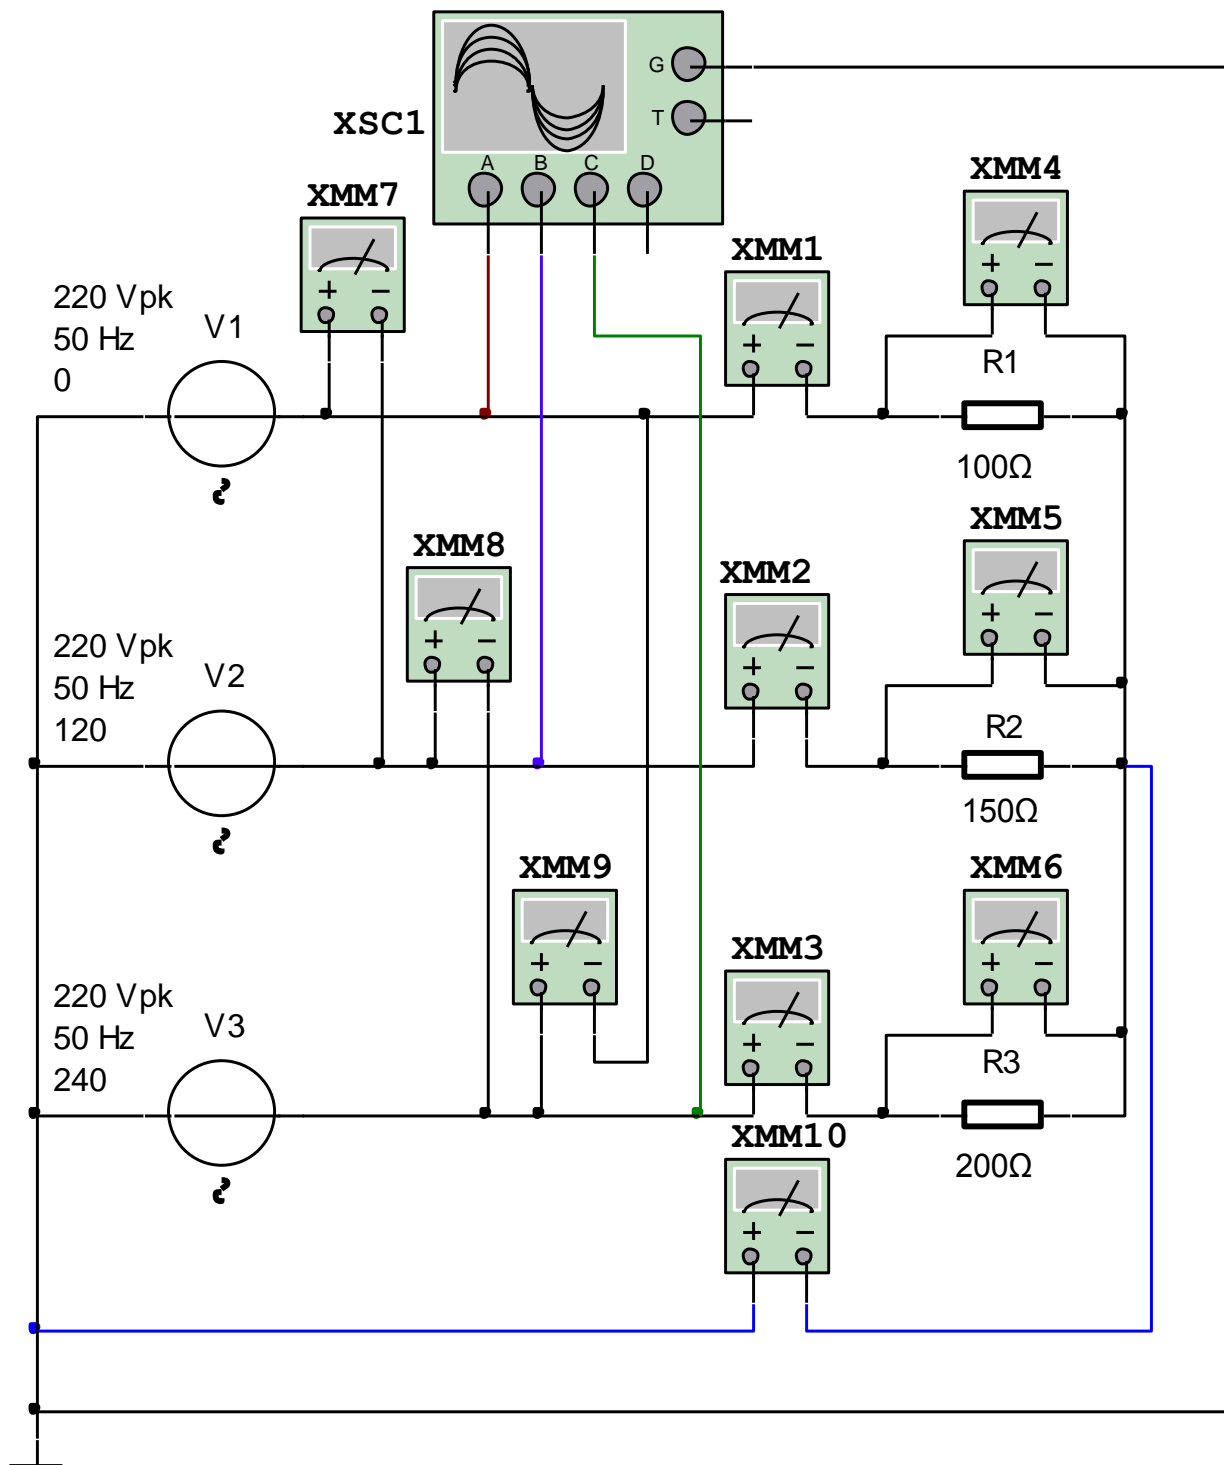 G
XSC1
T
A B C D
XMM7
+ −
XMM4
+ −
XMM1
+ −
220 Vpk
50 Hz
0
V1
R1
100Ω
XMM8
+ −
XMM5
+ −
XMM2
+ −
220 Vpk
50 Hz
120
V2
R2
150Ω
XMM9
+ −
XMM6
+ −
XMM3
+ −
220 Vpk
50 Hz
240
V3
R3
200Ω
XMM10
+ −